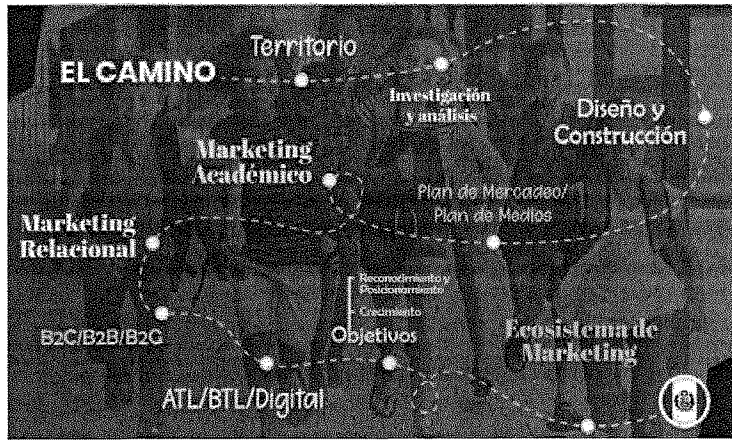 EL CAMINO
Territorio
Investigación
y análisis
Diseño y
Construcción
Plan de Mercadeo/
Plan de Medios
Marketing
Académico
Marketing
Relacional
B2C/B2B/B2G
ATL/BTL/Digital
Reconocimiento y
Posicionamiento
Crecimiento
Objetivos
Ecosistema de
Marketing